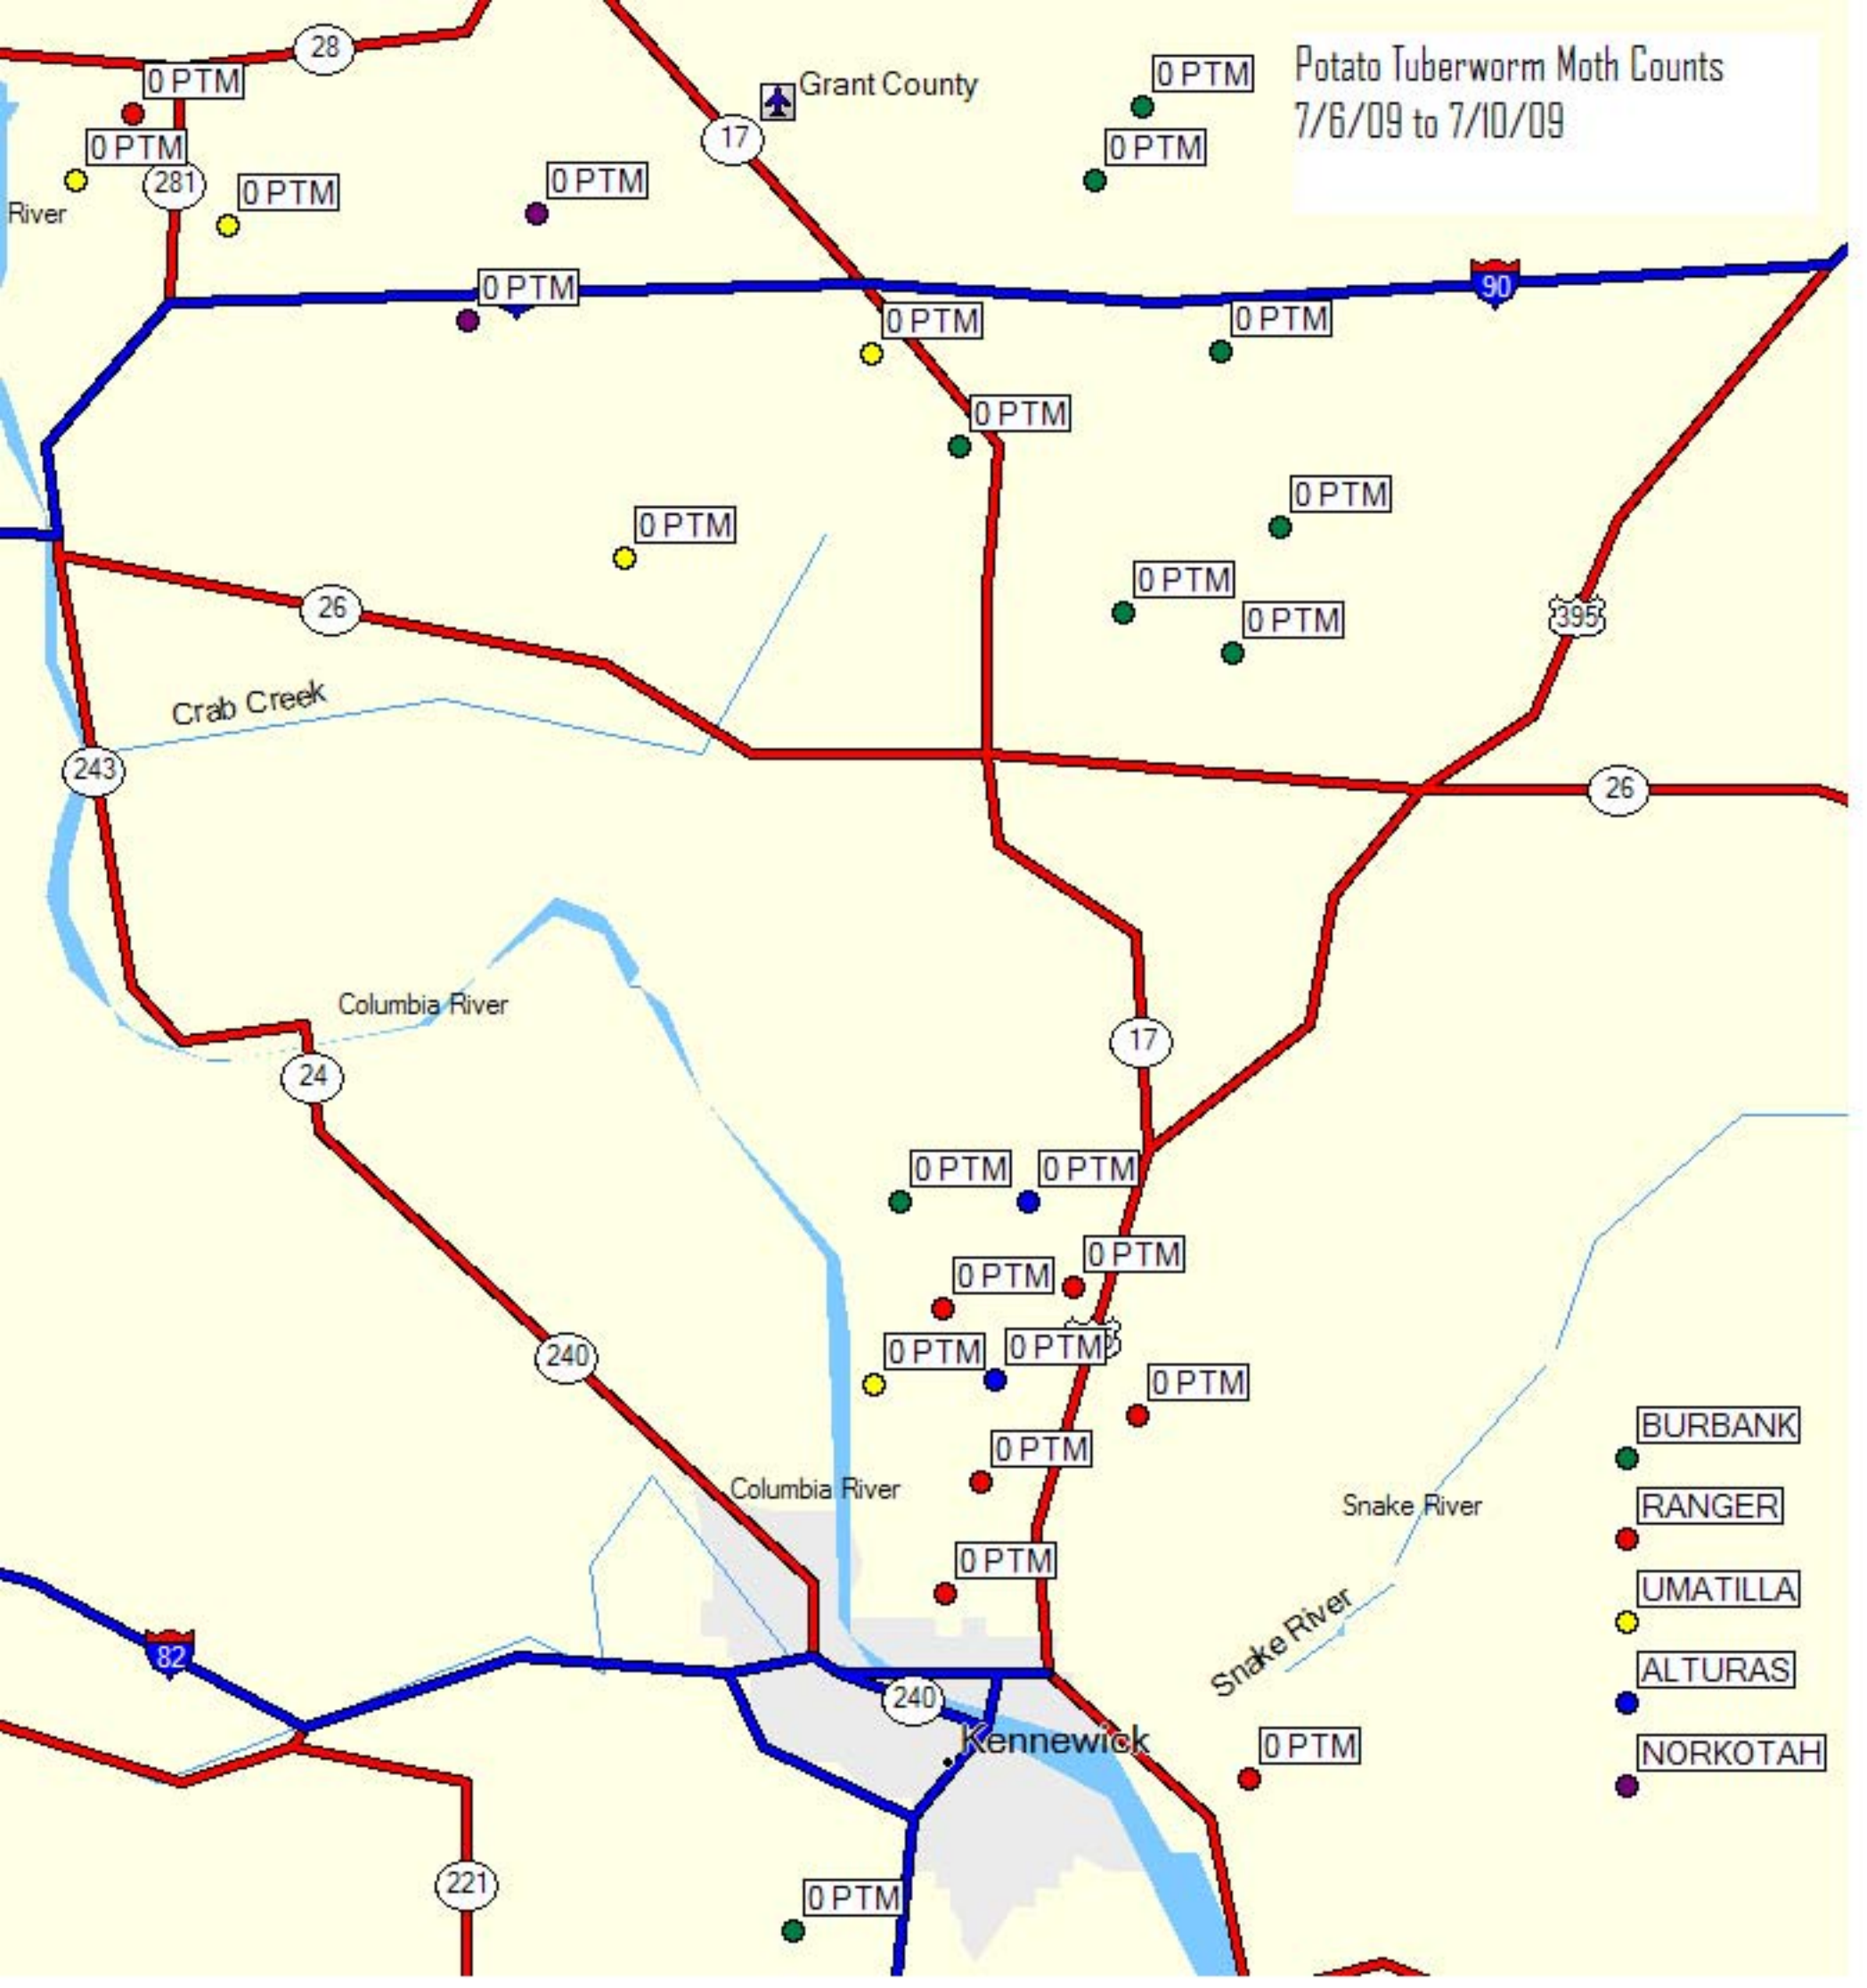 28
0 PTM
Grant County
0 PTM
Potato Tuberworm Moth Counts
7/6/09 to 7/10/09
17
0 PTM
0 PTM
281
0 PTM
0 PTM
River
0 PTM
90
0 PTM
0 PTM
0 PTM
0 PTM
0 PTM
0 PTM
26
0 PTM
395
Crab Creek
243
26
Columbia River
17
24
0 PTM
0 PTM
0 PTM
0 PTM
240
0 PTM
0 PTM
0 PTM
BURBANK
0 PTM
Columbia River
Snake River
RANGER
0 PTM
UMATILLA
Snake River
82
ALTURAS
240
Kennewick
0 PTM
NORKOTAH
221
0 PTM